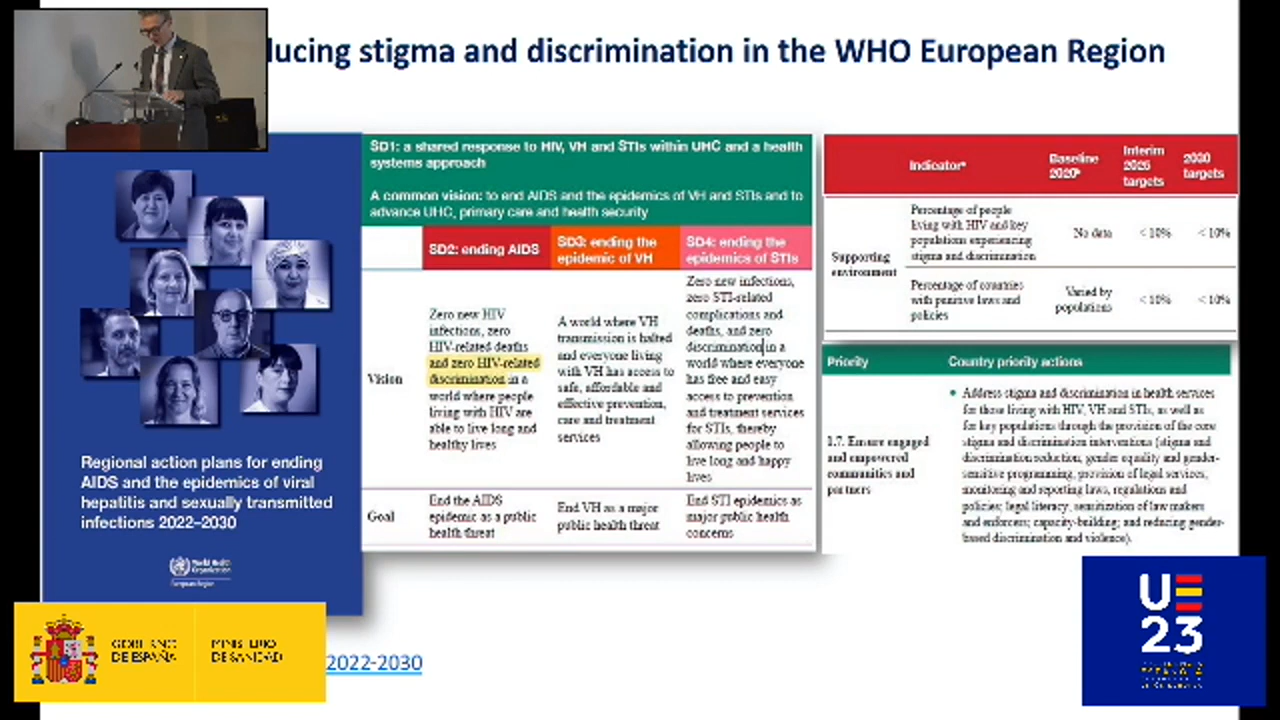 ducing stigma and discrimination in the WHO European Region
SD1: a shared response to HIV, VH and STIs within UHC and a health
systems approach
A common vision: to end AIDS and the epidemics of VH and STIs and to
advance UHC, primary care and health security
SD2: ending AIDS
SD3: ending the
epidemic of VH
SD4: ending the
epidemics of STIs
Vision
Zero new HIV
infections, zero
HIV-related deaths
and zero HIV-related
discrimination in a
world where people
living with HIV are
able to live long and
healthy lives
A world where VH
transmission is halted
and everyone living
with VH has access to
safe, affordable and
effective prevention,
care and treatment
services
Zero new infections,
zero STI-related
complications and
deaths, and zero
discrimination in a
world where everyone
has free and easy
access to prevention
and treatment services
for STIs, thereby
allowing people to
live long and happy
lives
Goal
End the AIDS
epidemic as a public
health threat
End VH as a major
public health threat
End STI epidemics as
major public health
concerns
Indicator
Baseline
2020
Interim
2025
targets
2030
targets
Supporting
environment
Percentage of people
living with HIV and key
populations experiencing
stigma and discrimination
No data
<10%
<10%
Percentage of countries
with punitive laws and
policies
Varied by
populations
<10%
<10%
Priority
Country priority actions
1.7. Ensure engaged
and empowered
communities and
partners
• Address stigma and discrimination in health services
for those living with HIV, VH and STIs, as well as
for key populations through the provision of the core
stigma and discrimination interventions (stigma and
discrimination reduction, gender equality and gender-
sensitive programming, provision of legal services,
monitoring and reporting laws, regulations and
policies; legal literacy, sensitization of law makers
and enforcers; capacity-building; and reducing gender-
based discrimination and violence).
Regional action plans for ending
AIDS and the epidemics of viral
hepatitis and sexually transmitted
infections 2022–2030
World Health
Organization
European Region
GOBIERNO
DE ESPAÑA
MINISTERIO
DE SANIDAD
2022-2030
UE
23